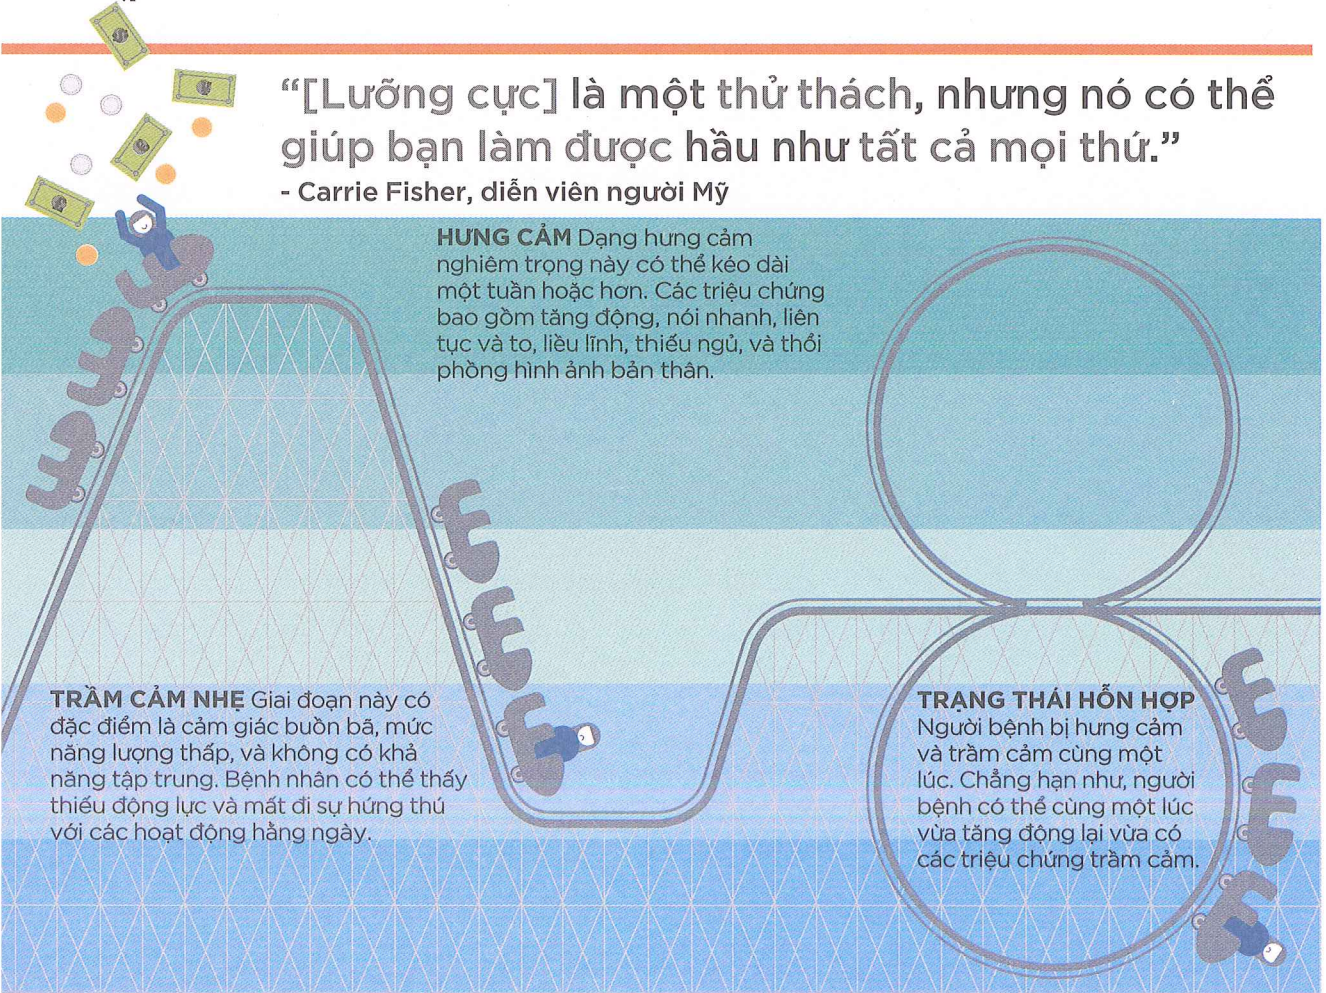 “[Lưỡng cực] là một thử thách, nhưng nó có thể
giúp bạn làm được hầu như tất cả mọi thứ.”
- Carrie Fisher, diễn viên người Mỹ
HƯNG CẢM Dạng hưng cảm
nghiêm trọng này có thể kéo dài
một tuần hoặc hơn. Các triệu chứng
bao gồm tăng động, nói nhanh, liên
tục và to, liều lĩnh, thiếu ngủ, và thổi
phồng hình ảnh bản thân.
TRẦM CẢM NHẸ Giai đoạn này có
đặc điểm là cảm giác buồn bã, mức
năng lượng thấp, và không có khả
năng tập trung. Bệnh nhân có thể thấy
thiếu động lực và mất đi sự hứng thú
với các hoạt động hằng ngày.
TRẠNG THÁI HỖN HỢP
Người bệnh bị hưng cảm
và trầm cảm cùng một
lúc. Chẳng hạn như, người
bệnh có thể cùng một lúc
vừa tăng động lại vừa có
các triệu chứng trầm cảm.